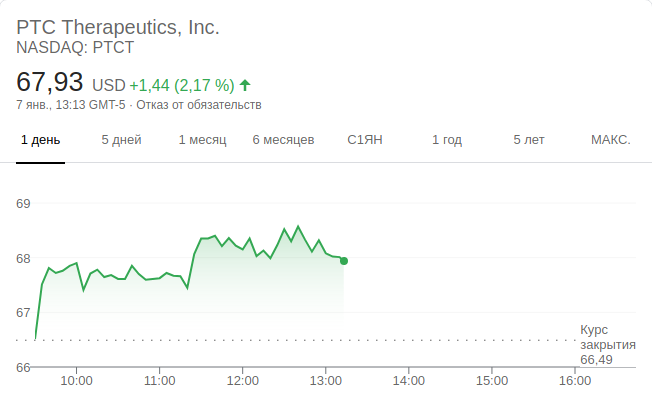 PTC Therapeutics, Inc.
NASDAQ: PTCT
67,93 USD +1,44 (2,17 %)
7 янв., 13:13 GMT-5 · Отказ от обязательств
1 день 5 дней 1 месяц 6 месяцев С1ЯН 1 год 5 лет МАКС.
69
68
67
Курс
закрытия
66,49
66
10:00 11:00 12:00 13:00 14:00 15:00 16:00